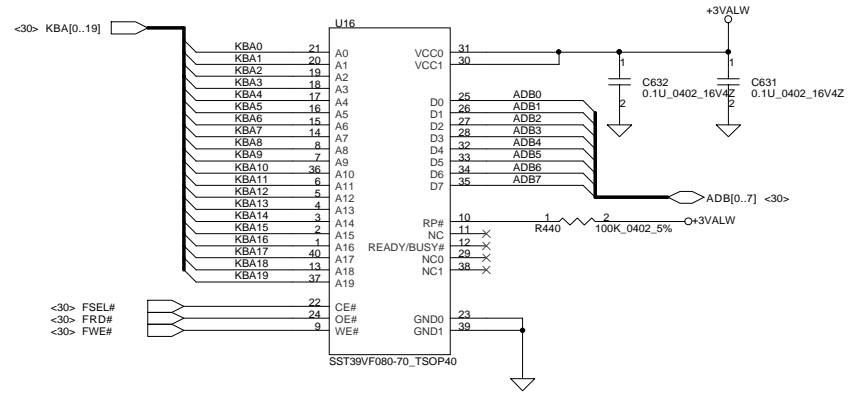 +3VALW
U16
<30> KBA[0..19]
KBA0 21 A0 VCC0 31
KBA1 20 A1 VCC1 30
KBA2 19 A2
KBA3 18 A3
KBA4 17 A4 D0 25 ADB0
KBA5 16 A5 D1 26 ADB1
KBA6 15 A6 D2 27 ADB2
KBA7 14 A7 D3 28 ADB3
KBA8 8 A8 D4 32 ADB4
KBA9 7 A9 D5 33 ADB5
KBA10 36 A10 D6 34 ADB6
KBA11 6 A11 D7 35 ADB7
KBA12 5 A12
KBA13 4 A13
KBA14 3 A14 RP# 10
KBA15 2 A15 NC 11
KBA16 1 A16 READY/BUSY# 12
KBA17 40 A17 NC0 29
KBA18 13 A18 NC1 38
KBA19 37 A19
1 C632 2
0.1U_0402_16V4Z
1 C631 2
0.1U_0402_16V4Z
ADB[0..7] <30>
1 R440 2 100K_0402_5% +3VALW
<30> FSEL# 22 CE#
<30> FRD# 24 OE# GND0 23
<30> FWE# 9 WE# GND1 39
SST39VF080-70_TSOP40